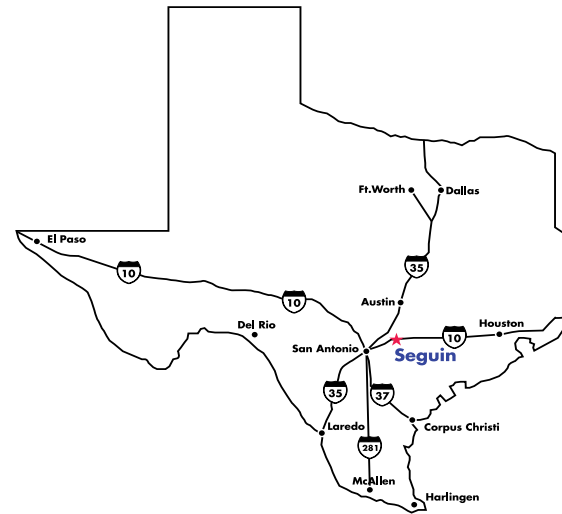 Ft.Worth
Dallas
El Paso
10
35
10
Austin
Del Rio
Houston
10
San Antonio
Seguin
35
37
Laredo
Corpus Christi
281
McAllen
Harlingen